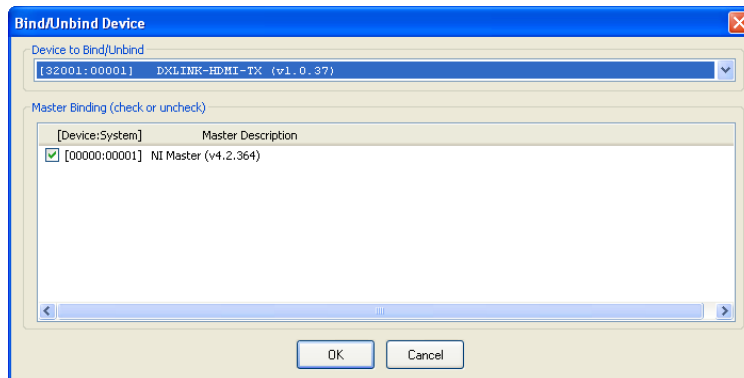 Bind/Unbind Device
Device to Bind/Unbind
[32001:00001] DXLINK-HDMI-TX (v1.0.37)
Master Binding (check or uncheck)
[Device:System] Master Description
[00000:00001] NI Master (v4.2.364)
OK Cancel